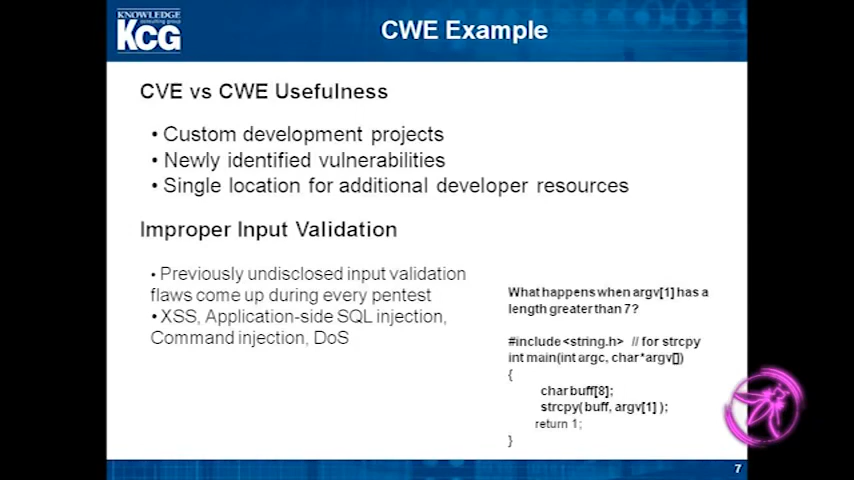 KNOWLEDGE
consulting group
KCG
CWE Example
CVE vs CWE Usefulness
• Custom development projects
• Newly identified vulnerabilities
• Single location for additional developer resources
Improper Input Validation
• Previously undisclosed input validation
flaws come up during every pentest
• XSS, Application-side SQL injection,
Command injection, DoS
What happens when argv[1] has a
length greater than 7?
#include <string.h> // for strcpy
int main(int argc, char*argv[])
{
char buff[8];
strcpy( buff, argv[1] );
return 1;
}
7